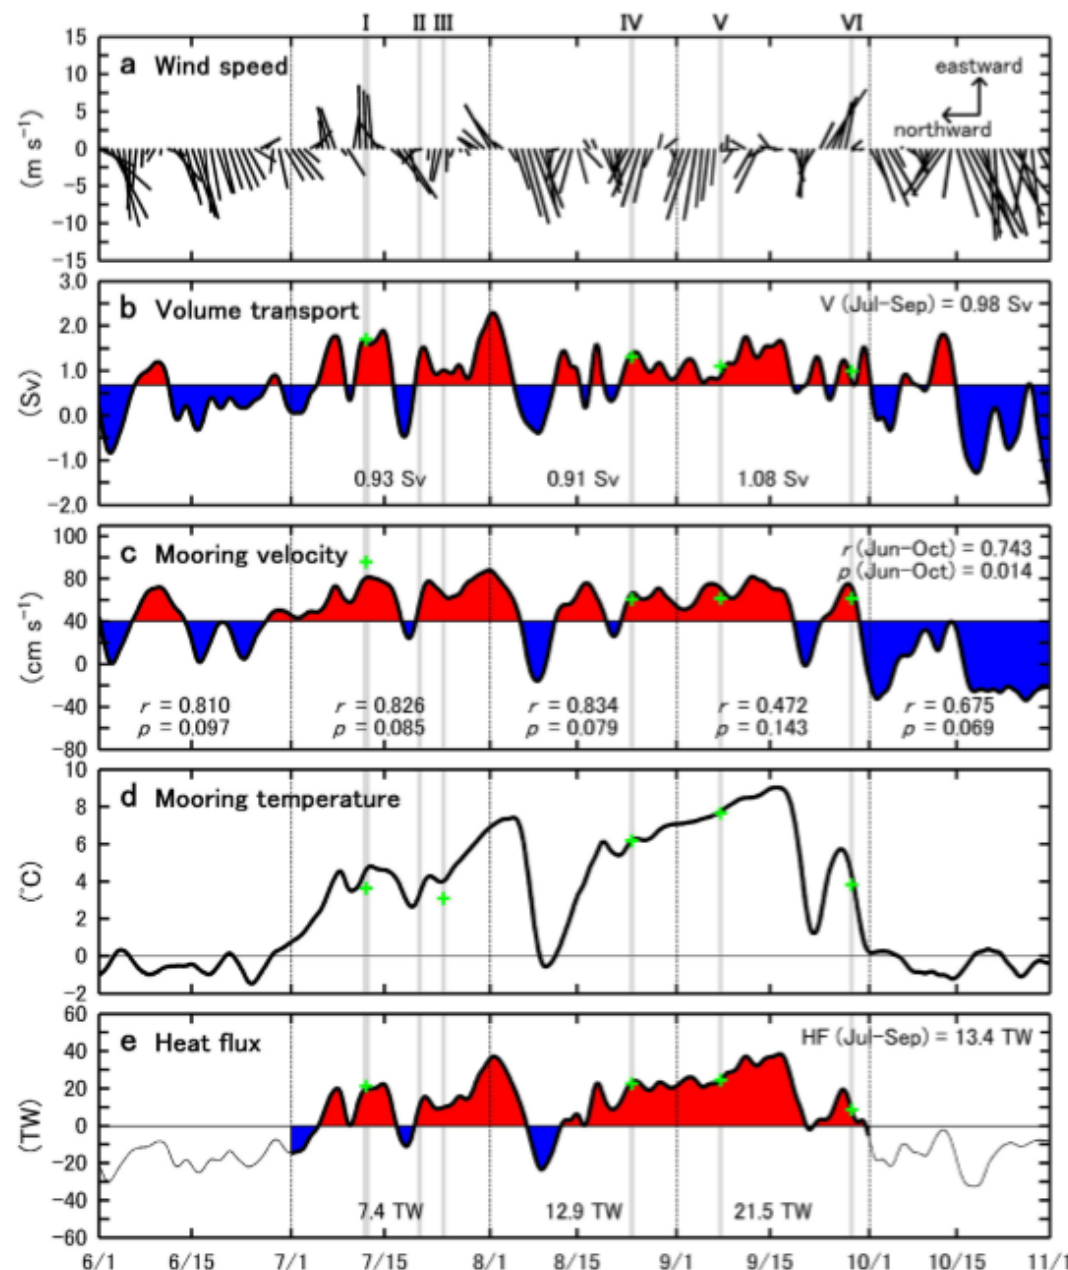 I II III IV V VI
15
a Wind speed
10
eastward
5
northward
0
(m s⁻¹)
−5
−10
−15
3.0
b Volume transport
V (Jul−Sep) = 0.98 Sv
2.0
1.0
(Sv)
0.0
−1.0
0.93 Sv 0.91 Sv 1.08 Sv
−2.0
100
c Mooring velocity
r (Jun−Oct) = 0.743
p (Jun−Oct) = 0.014
80
40
(cm s⁻¹)
0
−40
r = 0.810 r = 0.826 r = 0.834 r = 0.472 r = 0.675
p = 0.097 p = 0.085 p = 0.079 p = 0.143 p = 0.069
−80
10
d Mooring temperature
8
6
(°C)
4
2
0
−2
60
e Heat flux
HF (Jul−Sep) = 13.4 TW
40
20
(TW)
0
−20
−40
7.4 TW 12.9 TW 21.5 TW
−60
6/1 6/15 7/1 7/15 8/1 8/15 9/1 9/15 10/1 10/15 11/1